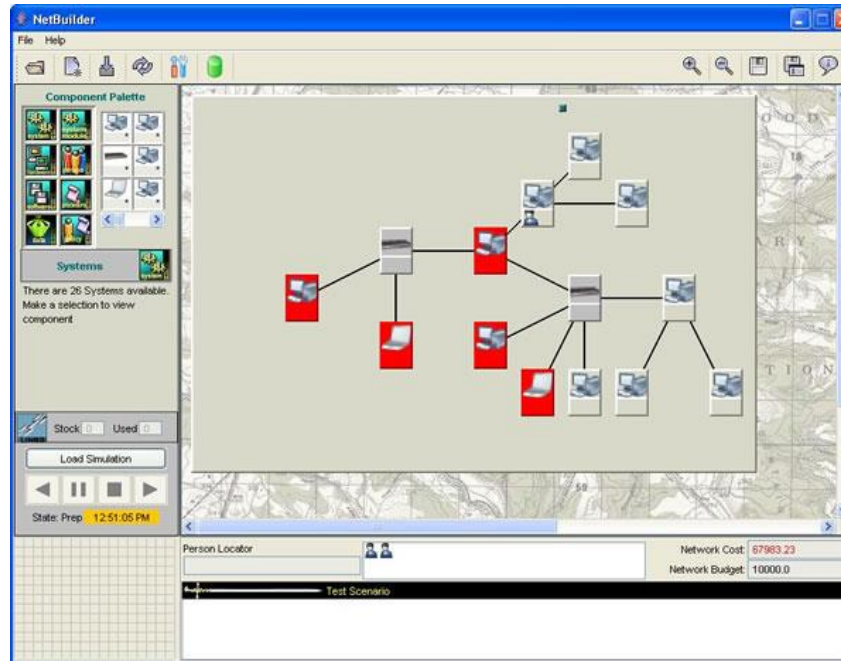 NetBuilder
File Help
Component Palette
Systems
There are 26 Systems available.
Make a selection to view
component
Stock 0 Used 0
Load Simulation
State: Prep 12:51:05 PM
Person Locator
Network Cost: 67983.23
Network Budget: 10000.0
Test Scenario